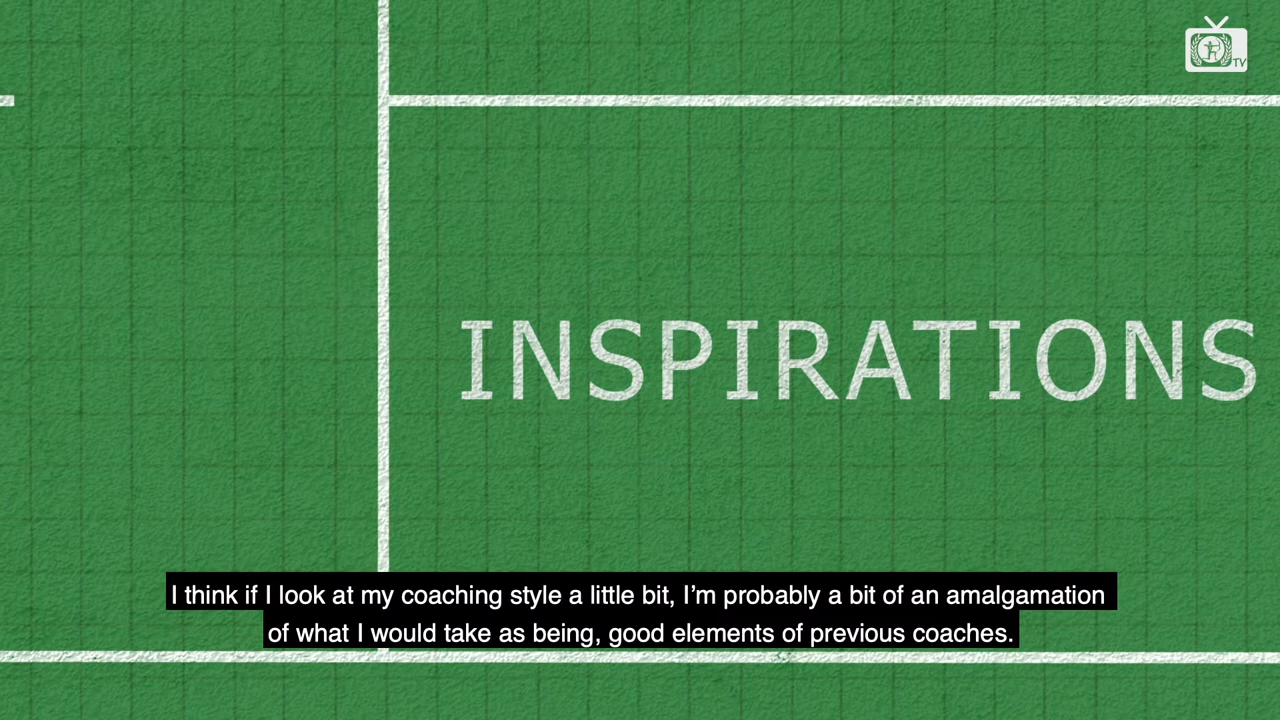 TV
INSPIRATIONS
I think if I look at my coaching style a little bit, I’m probably a bit of an amalgamation
of what I would take as being, good elements of previous coaches.